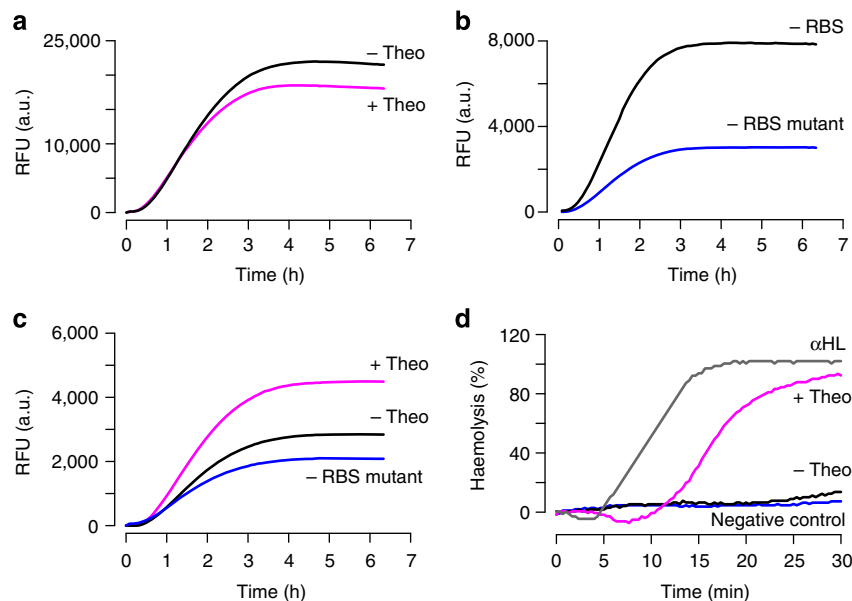 a
25,000
10,000
0
RFU (a.u.)
– Theo
+ Theo
0 1 2 3 4 5 6 7
Time (h)
b
8,000
4,000
0
RFU (a.u.)
– RBS
– RBS mutant
0 1 2 3 4 5 6 7
Time (h)
c
6,000
4,000
2,000
0
RFU (a.u.)
+ Theo
– Theo
– RBS mutant
0 1 2 3 4 5 6 7
Time (h)
d
120
80
40
0
Haemolysis (%)
αHL
+ Theo
– Theo
Negative control
0 5 10 15 20 25 30
Time (min)